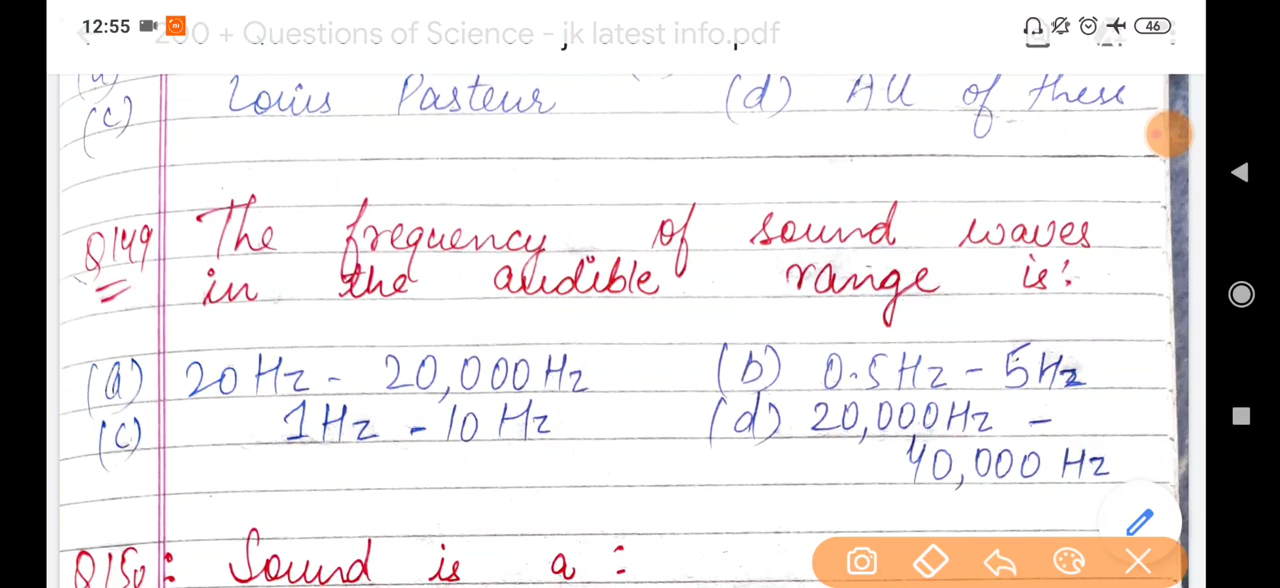 12:55
46
200 + Questions of Science - jk latest info.pdf
(c) Louis Pasteur (d) All of these
Q149 The frequency of sound waves
in the audible range is:
(a) 20 Hz - 20,000 Hz (b) 0.5 Hz - 5 Hz
(c) 1 Hz - 10 Hz (d) 20,000 Hz -
40,000 Hz
Q150: Sound is a :